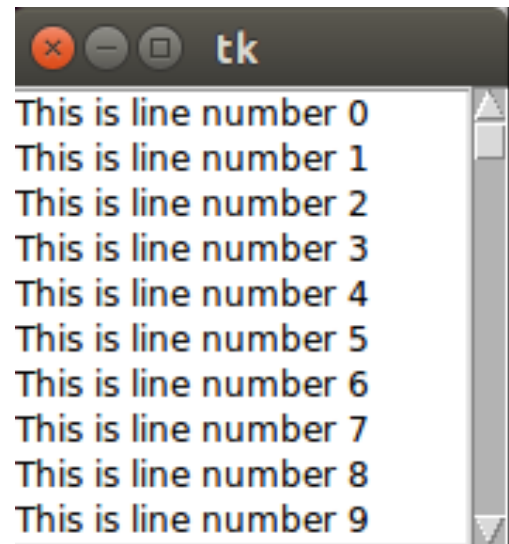 tk
This is line number 0
This is line number 1
This is line number 2
This is line number 3
This is line number 4
This is line number 5
This is line number 6
This is line number 7
This is line number 8
This is line number 9